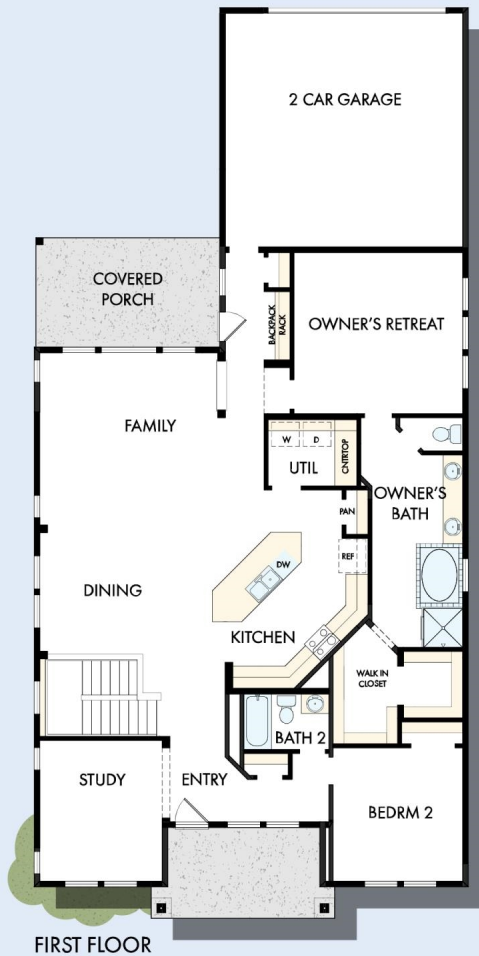 2 CAR GARAGE
COVERED
PORCH
BACKPACK
RACK
OWNER'S RETREAT
FAMILY
W
D
UTIL
CNTRTOP
OWNER'S
BATH
PAN
REF
DW
DINING
KITCHEN
WALK IN
CLOSET
BATH 2
STUDY
ENTRY
BEDRM 2
FIRST FLOOR